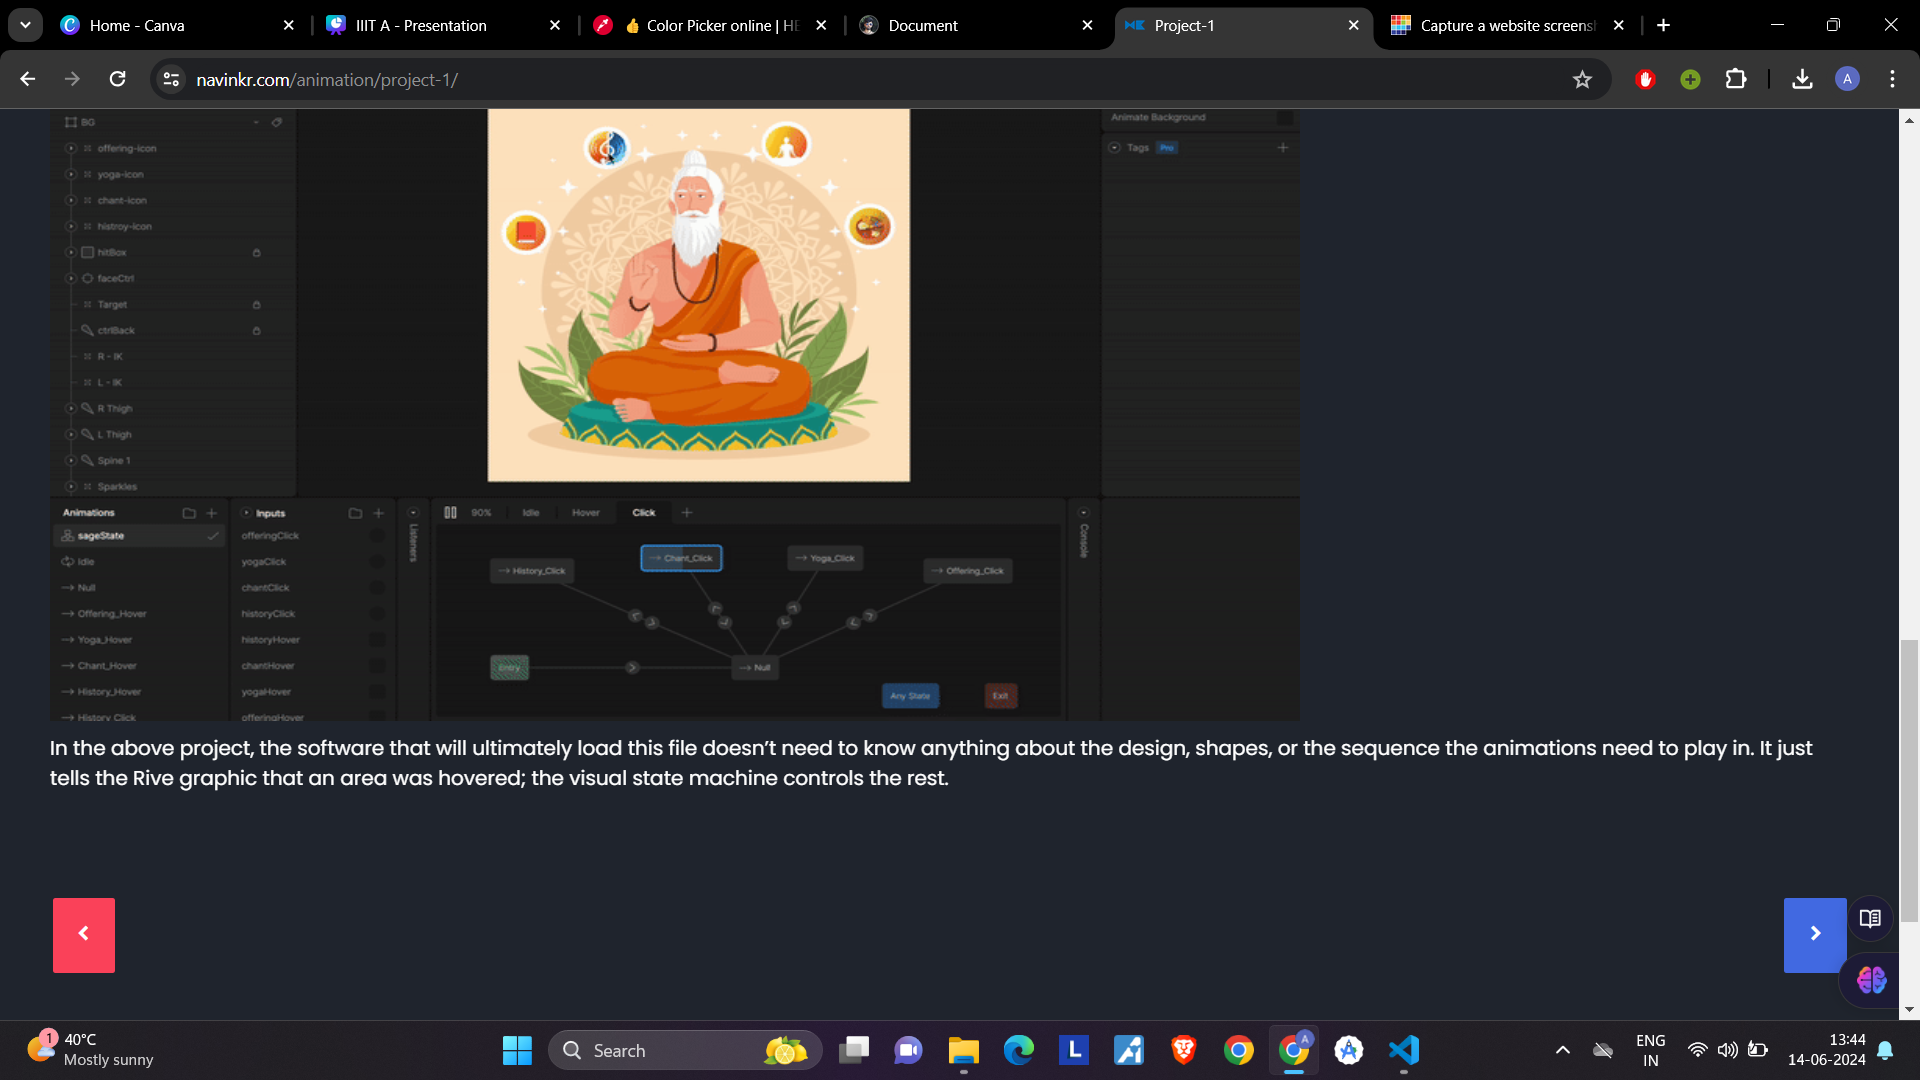 Home - Canva
IIIT A - Presentation
👍 Color Picker online | HE
Document
Project-1
Capture a website screensh
navinkr.com/animation/project-1/
A
BG
Animate Background
offering-icon
Tags Pro
yoga-icon
chant-icon
histroy-icon
hitBox
faceCtrl
Target
ctrlBack
R - IK
L - IK
R Thigh
L Thigh
Spine 1
Sparkles
Animations
Inputs
90%
Idle
Hover
Click
sageState
Idle
Null
Offering_Hover
Yoga_Hover
Chant_Hover
History_Hover
History_Click
offeringClick
yogaClick
chantClick
historyClick
historyHover
chantHover
yogaHover
offeringHover
Listeners
Chant_Click
Yoga_Click
History_Click
Offering_Click
Entry
Null
Any State
Exit
Console
In the above project, the software that will ultimately load this file doesn’t need to know anything about the design, shapes, or the sequence the animations need to play in. It just
tells the Rive graphic that an area was hovered; the visual state machine controls the rest.
1
40°C
Mostly sunny
Search
L
A
ENG
IN
13:44
14-06-2024